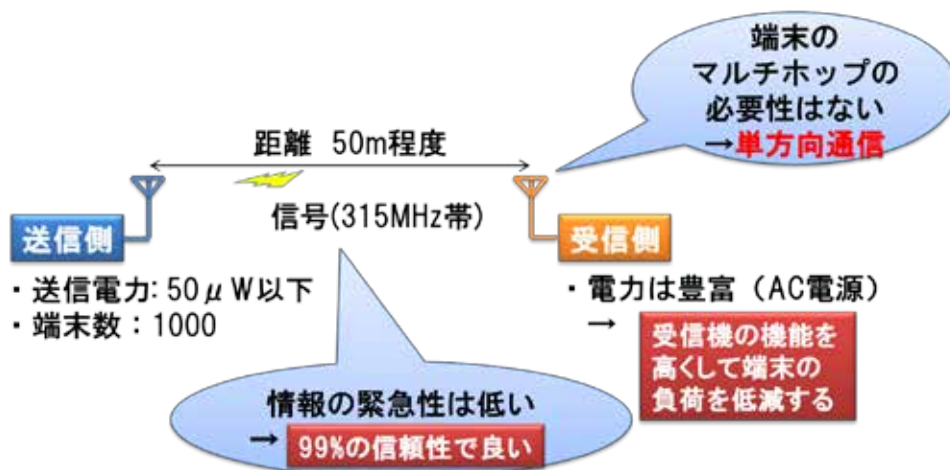 端末の
マルチホップの
必要性はない
→単方向通信
距離 50m程度
信号(315MHz帯)
送信側
受信側
・送信電力:50μW以下
・端末数：1000
・電力は豊富（AC電源）
→ 受信機の機能を
高くして端末の
負荷を低減する
情報の緊急性は低い
→ 99%の信頼性で良い